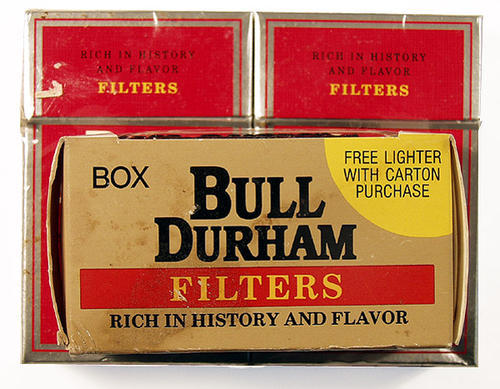 RICH IN HISTORY
AND FLAVOR
FILTERS
RICH IN HISTORY
AND FLAVOR
FILTERS
BOX
BULL
DURHAM
FREE LIGHTER
WITH CARTON
PURCHASE
FILTERS
RICH IN HISTORY AND FLAVOR